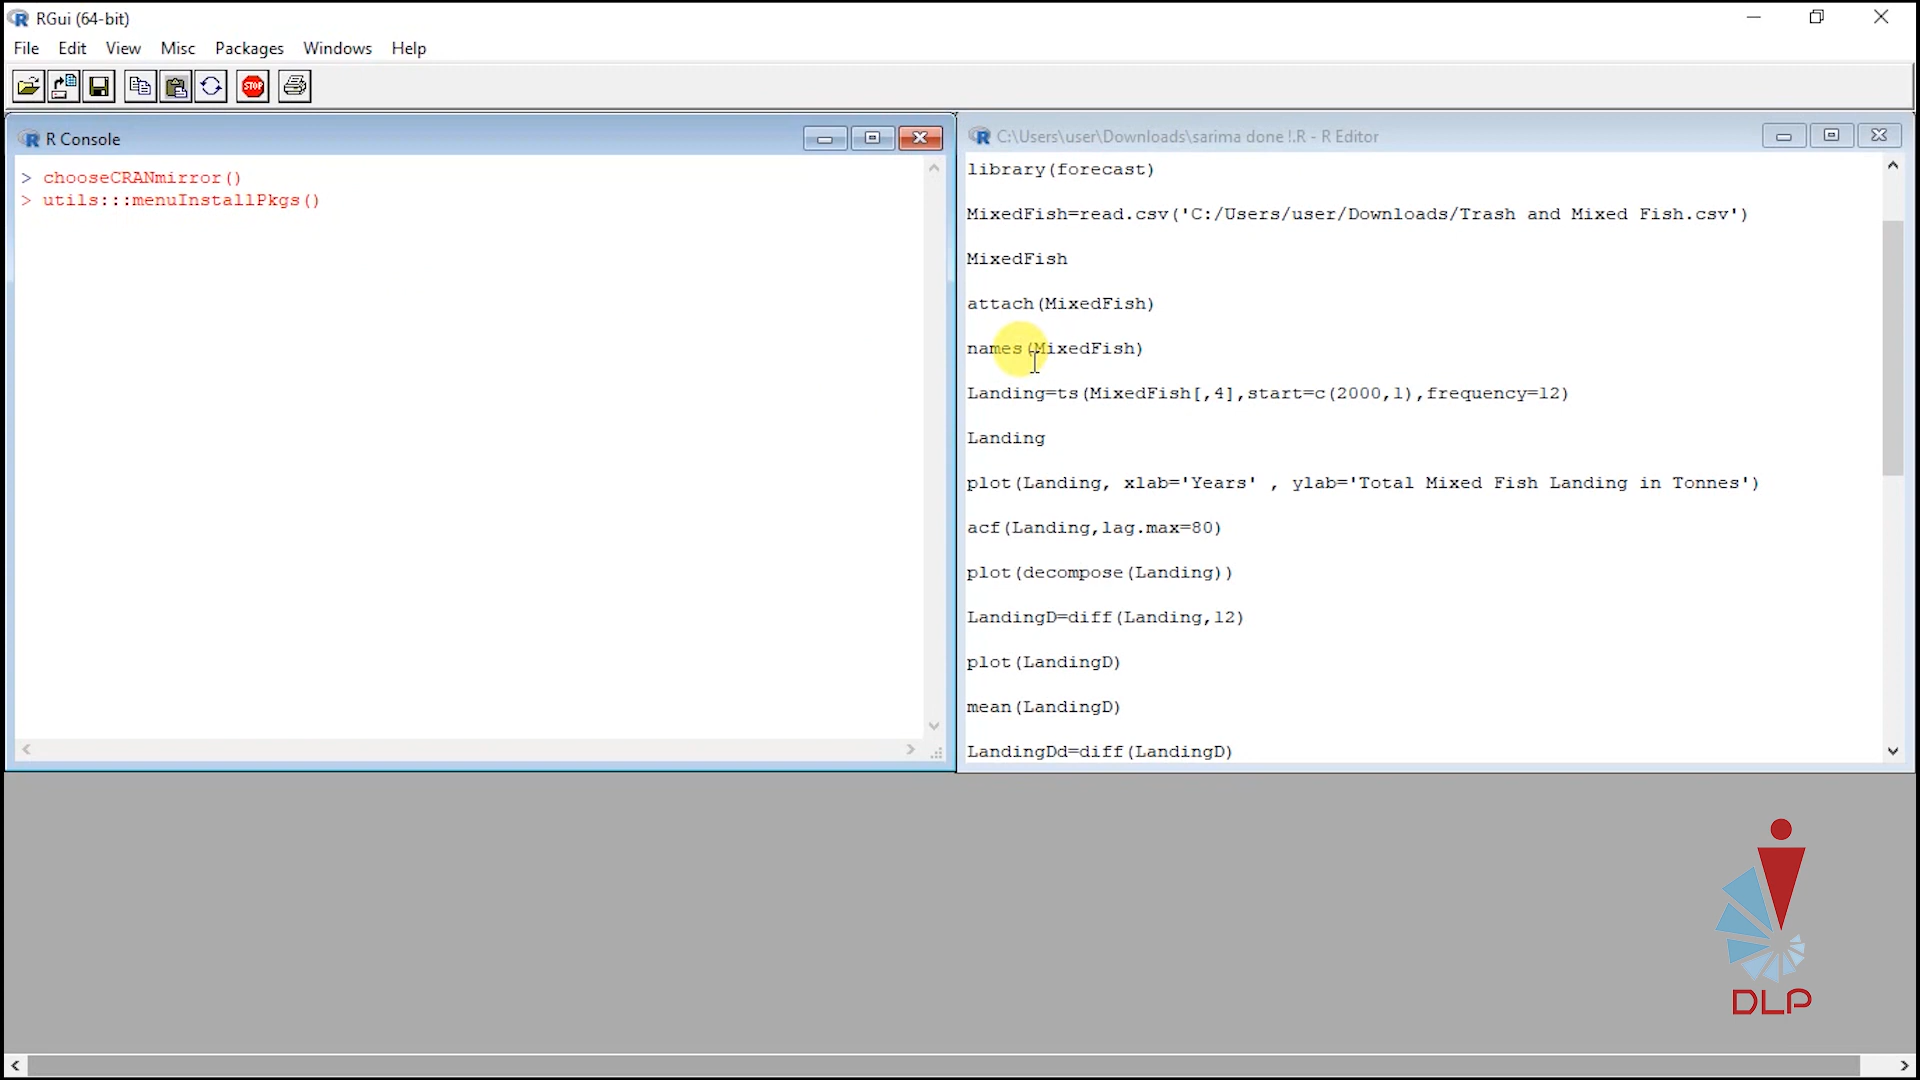 RGui (64-bit)
File Edit View Misc Packages Windows Help
STOP
R Console
> chooseCRANmirror()
> utils:::menuInstallPkgs()
C:\Users\user\Downloads\sarima done !.R - R Editor
library(forecast)
MixedFish=read.csv('C:/Users/user/Downloads/Trash and Mixed Fish.csv')
MixedFish
attach(MixedFish)
names(MixedFish)
Landing=ts(MixedFish[,4],start=c(2000,1),frequency=12)
Landing
plot(Landing, xlab='Years' , ylab='Total Mixed Fish Landing in Tonnes')
acf(Landing,lag.max=80)
plot(decompose(Landing))
LandingD=diff(Landing,12)
plot(LandingD)
mean(LandingD)
LandingDd=diff(LandingD)
DLP